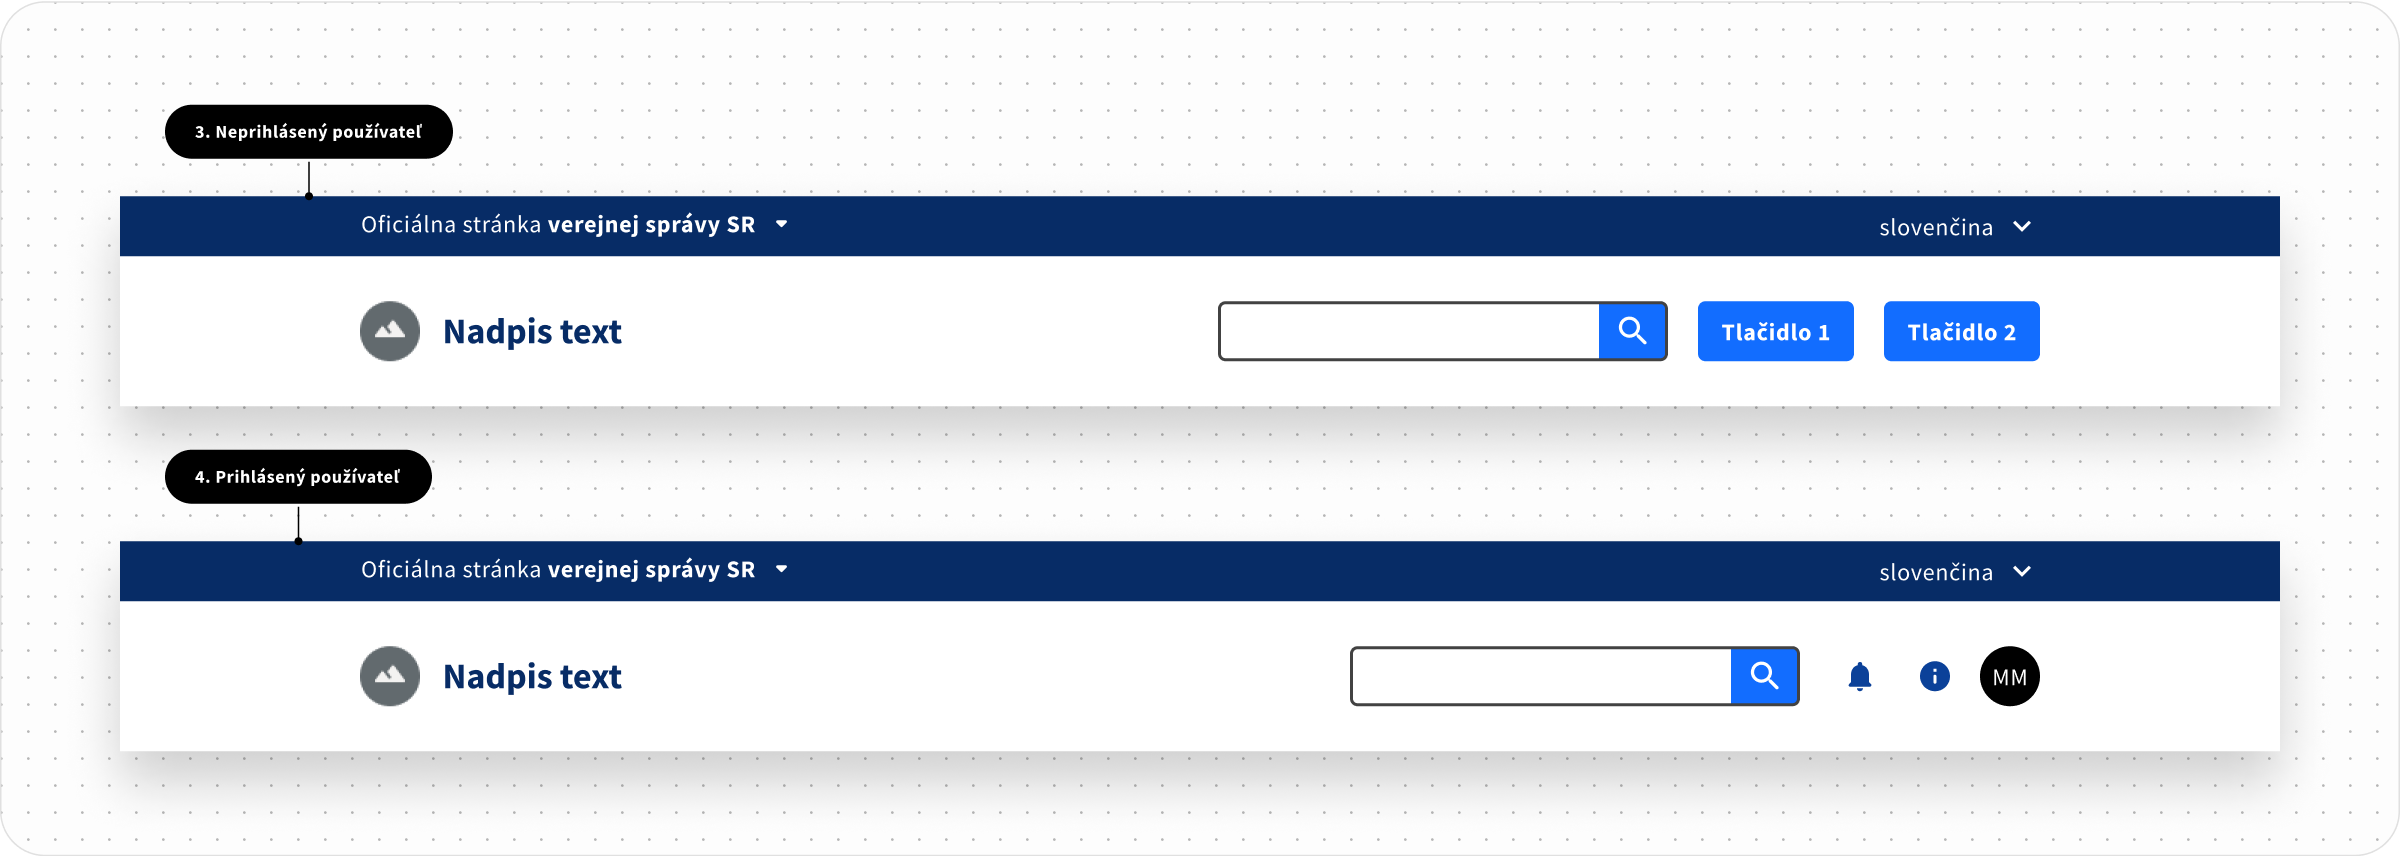 3. Neprihlásený používateľ
Oficiálna stránka verejnej správy SR
slovenčina
Nadpis text
Tlačidlo 1
Tlačidlo 2
4. Prihlásený používateľ
Oficiálna stránka verejnej správy SR
slovenčina
Nadpis text
MM